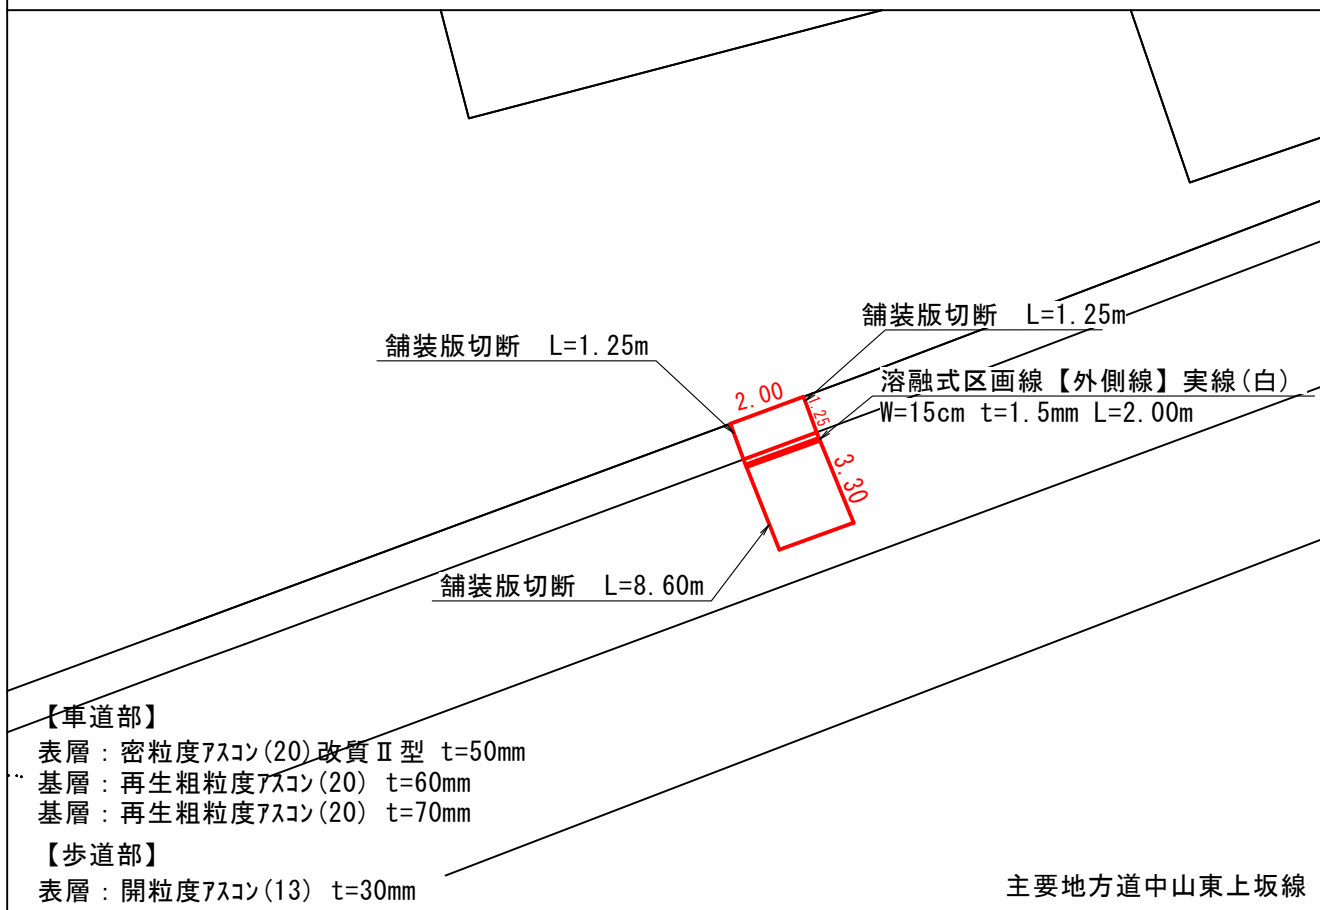 舗装版切断　L=1.25m
舗装版切断　L=1.25m
溶融式区画線【外側線】実線(白)
W=15cm t=1.5mm L=2.00m
2.00
1.25
3.30
舗装版切断　L=8.60m
【車道部】
表層：密粒度ｱｽｺﾝ(20)改質Ⅱ型 t=50mm
基層：再生粗粒度ｱｽｺﾝ(20) t=60mm
基層：再生粗粒度ｱｽｺﾝ(20) t=70mm
【歩道部】
表層：開粒度ｱｽｺﾝ(13) t=30mm
主要地方道中山東上坂線